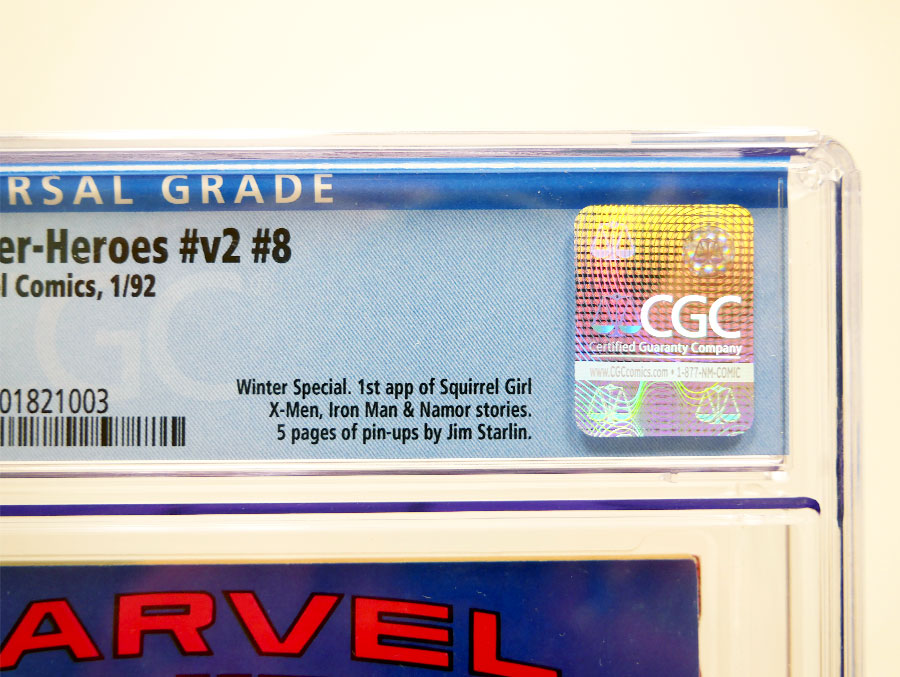 RSAL GRADE
er-Heroes #v2 #8
l Comics, 1/92
01821003
Winter Special. 1st app of Squirrel Girl
X-Men, Iron Man & Namor stories.
5 pages of pin-ups by Jim Starlin.
CGC
CGC
Certified Guaranty Company
www.CGCcomics.com • 1-877-NM-COMIC
ARVEL